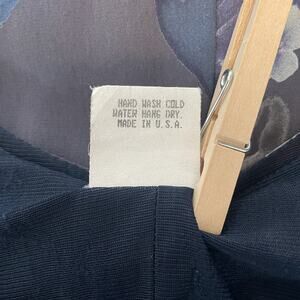 HAND WASH COLD
WATER HANG DRY.
MADE IN U.S.A.